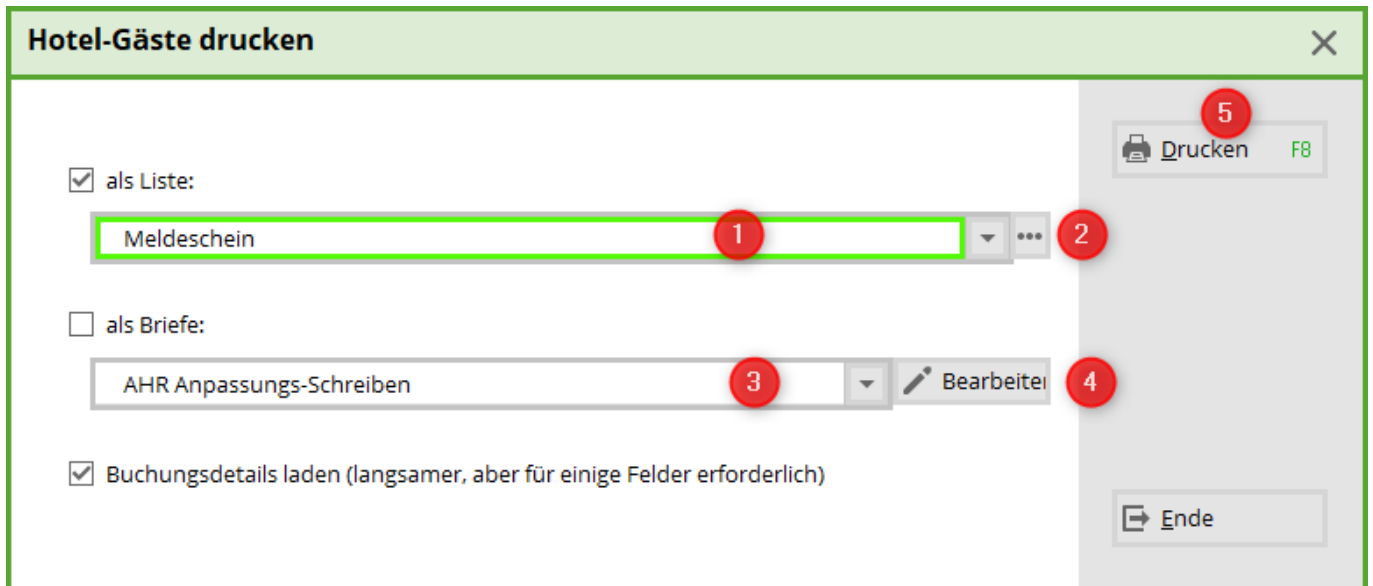 Hotel-Gäste drucken
5
Drucken F8
als Liste:
Meldeschein 1 2
als Briefe:
AHR Anpassungs-Schreiben 3 Bearbeiter 4
Buchungsdetails laden (langsamer, aber für einige Felder erforderlich)
Ende